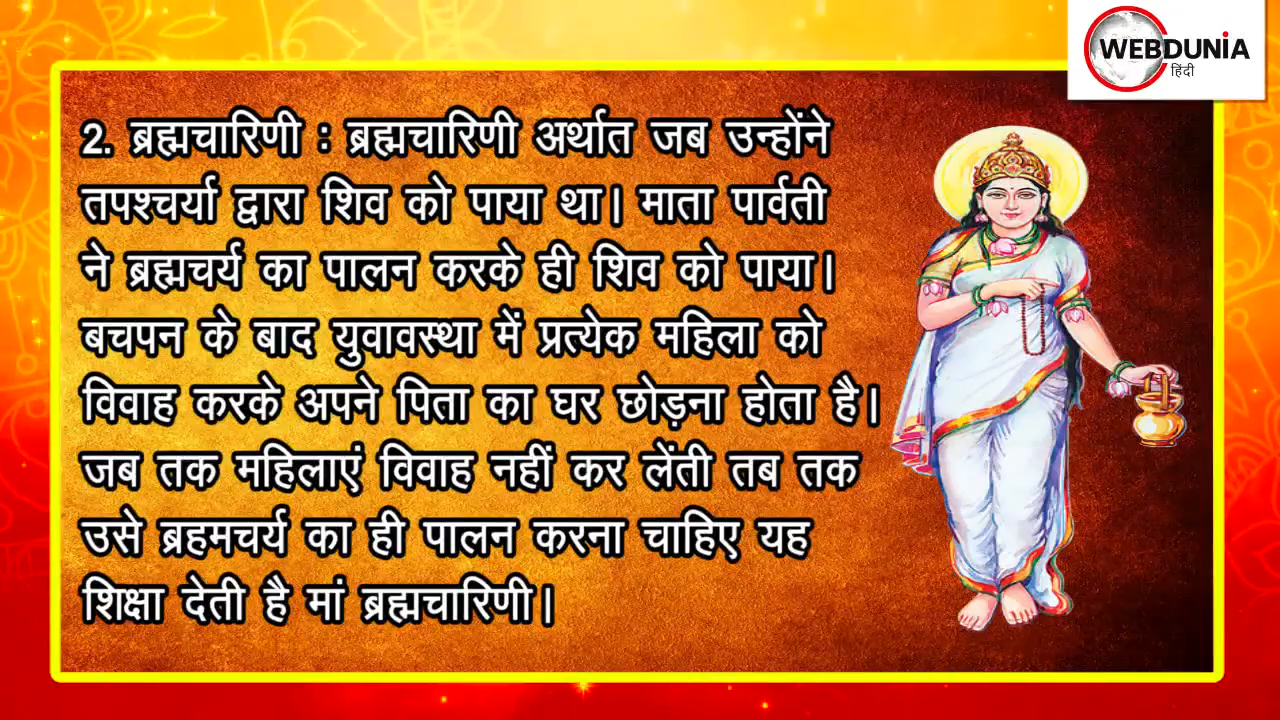 WEBDUNIA
हिंदी
2. ब्रह्मचारिणी : ब्रह्मचारिणी अर्थात जब उन्होंने
तपश्चर्या द्वारा शिव को पाया था। माता पार्वती
ने ब्रह्मचर्य का पालन करके ही शिव को पाया।
बचपन के बाद युवावस्था में प्रत्येक महिला को
विवाह करके अपने पिता का घर छोड़ना होता है।
जब तक महिलाएं विवाह नहीं कर लेंती तब तक
उसे ब्रहमचर्य का ही पालन करना चाहिए यह
शिक्षा देती है मां ब्रह्मचारिणी।